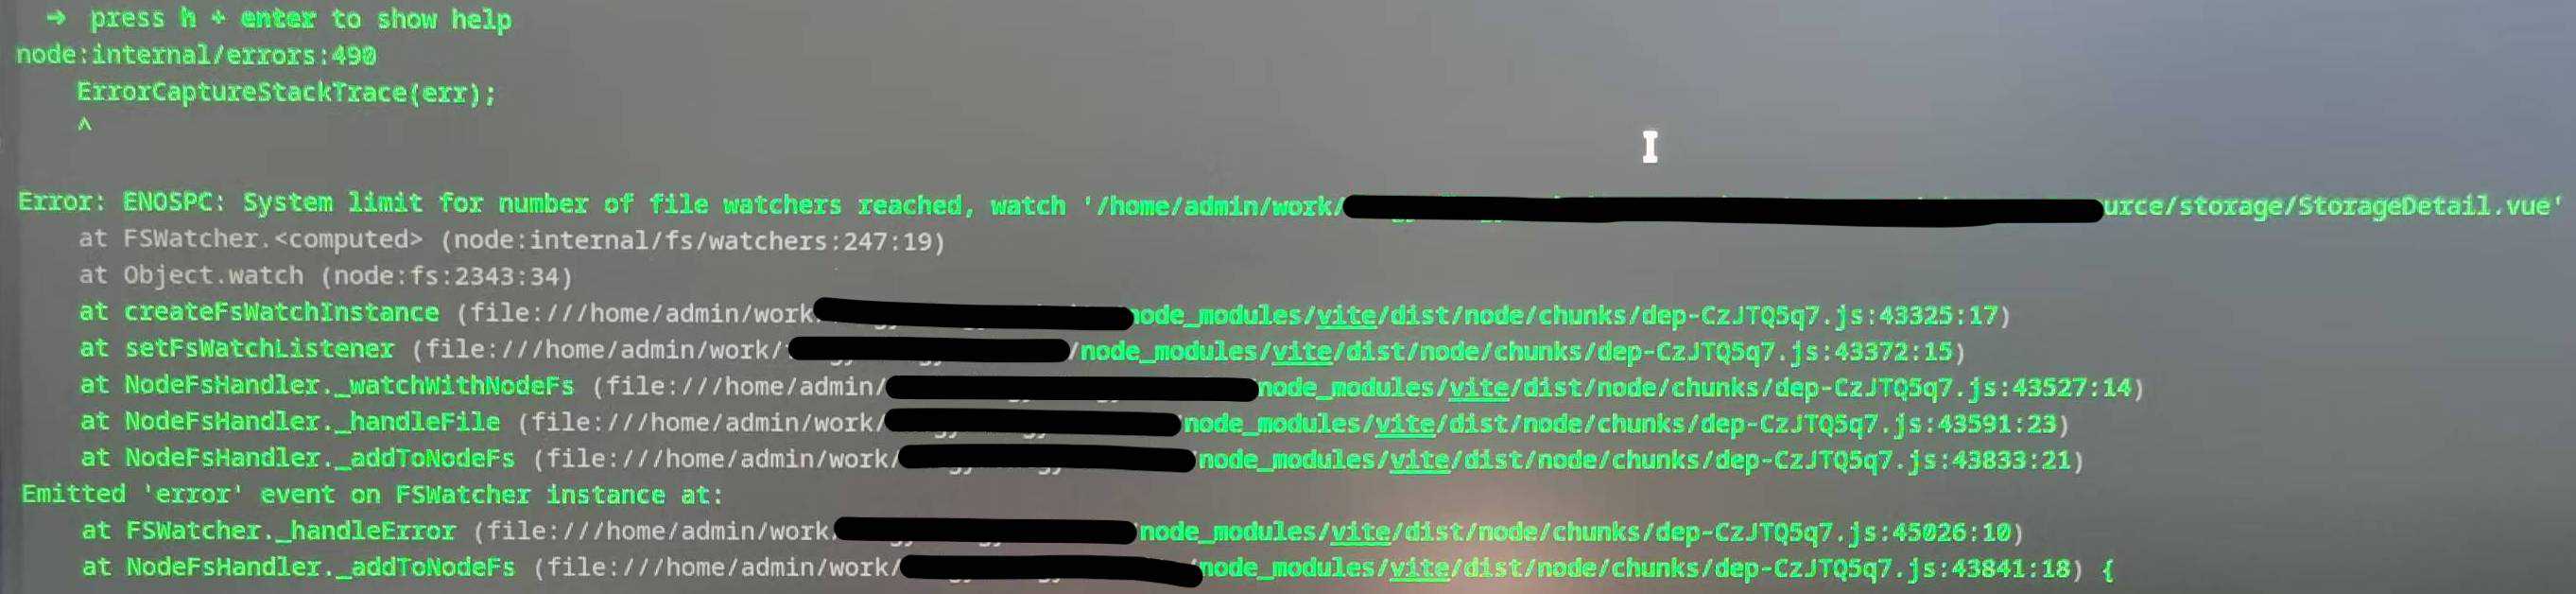 → press h + enter to show help
node:internal/errors:490
ErrorCaptureStackTrace(err);
^
Error: ENOSPC: System limit for number of file watchers reached, watch '/home/admin/work/ urce/storage/StorageDetail.vue'
at FSWatcher.<computed> (node:internal/fs/watchers:247:19)
at Object.watch (node:fs:2343:34)
at createFsWatchInstance (file:///home/admin/work node_modules/vite/dist/node/chunks/dep-CzJTQ5q7.js:43325:17)
at setFsWatchListener (file:///home/admin/work/ /node_modules/vite/dist/node/chunks/dep-CzJTQ5q7.js:43372:15)
at NodeFsHandler._watchWithNodeFs (file:///home/admin/ node_modules/vite/dist/node/chunks/dep-CzJTQ5q7.js:43527:14)
at NodeFsHandler._handleFile (file:///home/admin/work/ node_modules/vite/dist/node/chunks/dep-CzJTQ5q7.js:43591:23)
at NodeFsHandler._addToNodeFs (file:///home/admin/work/ node_modules/vite/dist/node/chunks/dep-CzJTQ5q7.js:43833:21)
Emitted 'error' event on FSWatcher instance at:
at FSWatcher._handleError (file:///home/admin/work node_modules/vite/dist/node/chunks/dep-CzJTQ5q7.js:45026:10)
at NodeFsHandler._addToNodeFs (file:///home/admin/work/ node_modules/vite/dist/node/chunks/dep-CzJTQ5q7.js:43841:18) {